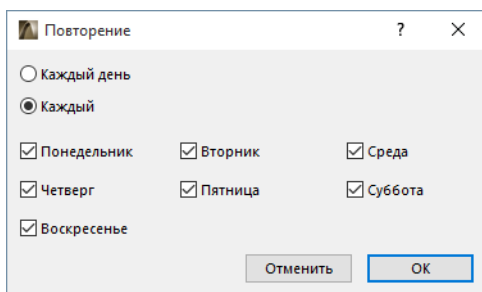 Повторение ?
Каждый день
Каждый
Понедельник Вторник Среда
Четверг Пятница Суббота
Воскресенье
Отменить OK